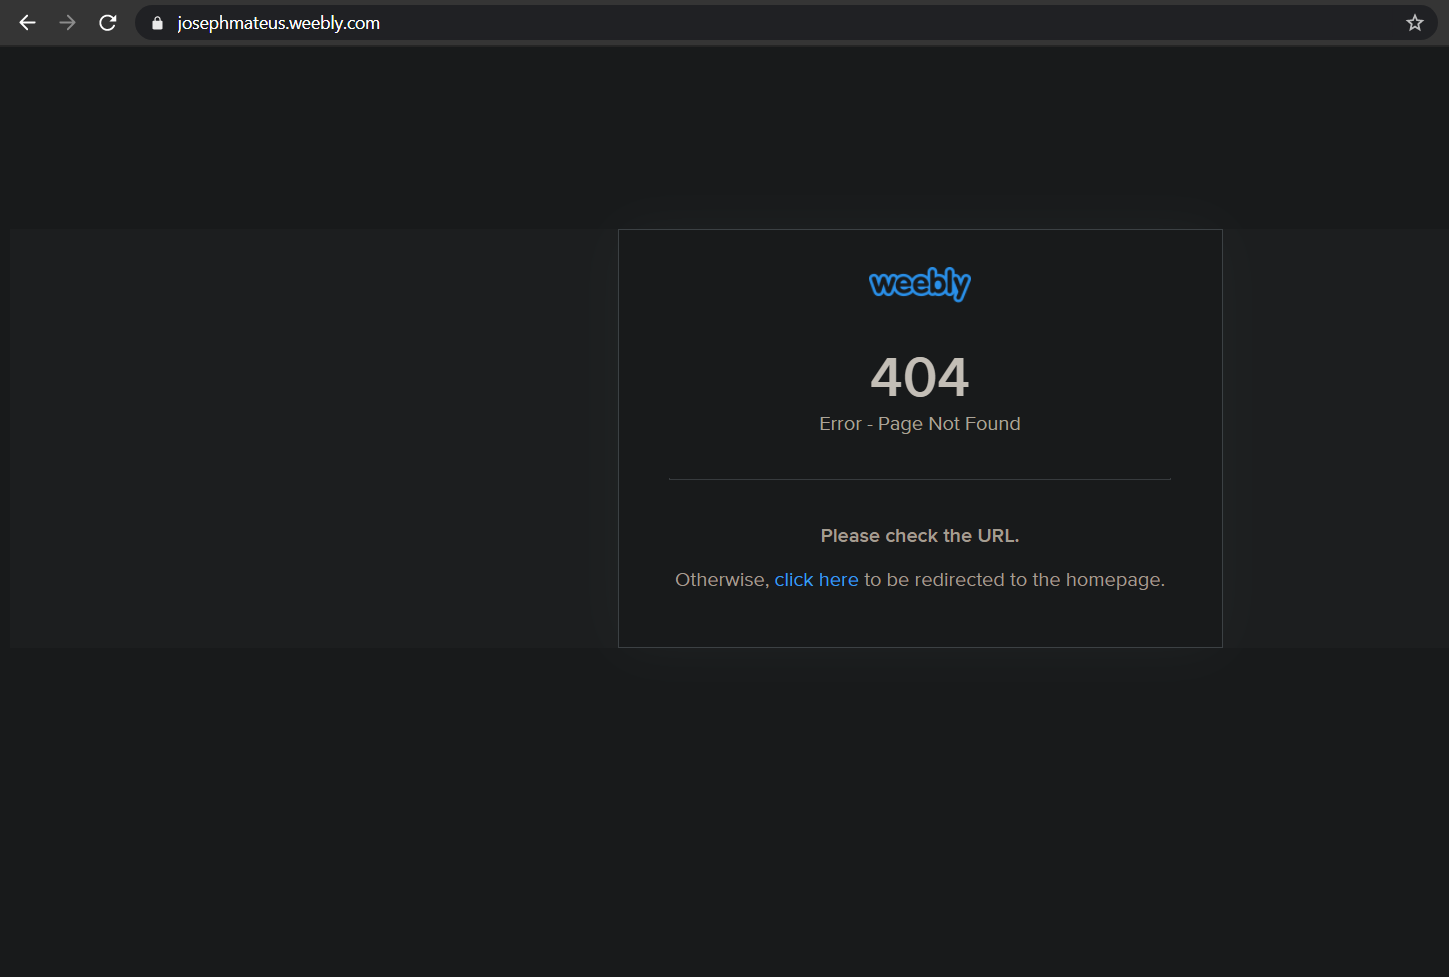 josephmateus.weebly.com
weebly
404
Error - Page Not Found
Please check the URL.
Otherwise, click here to be redirected to the homepage.